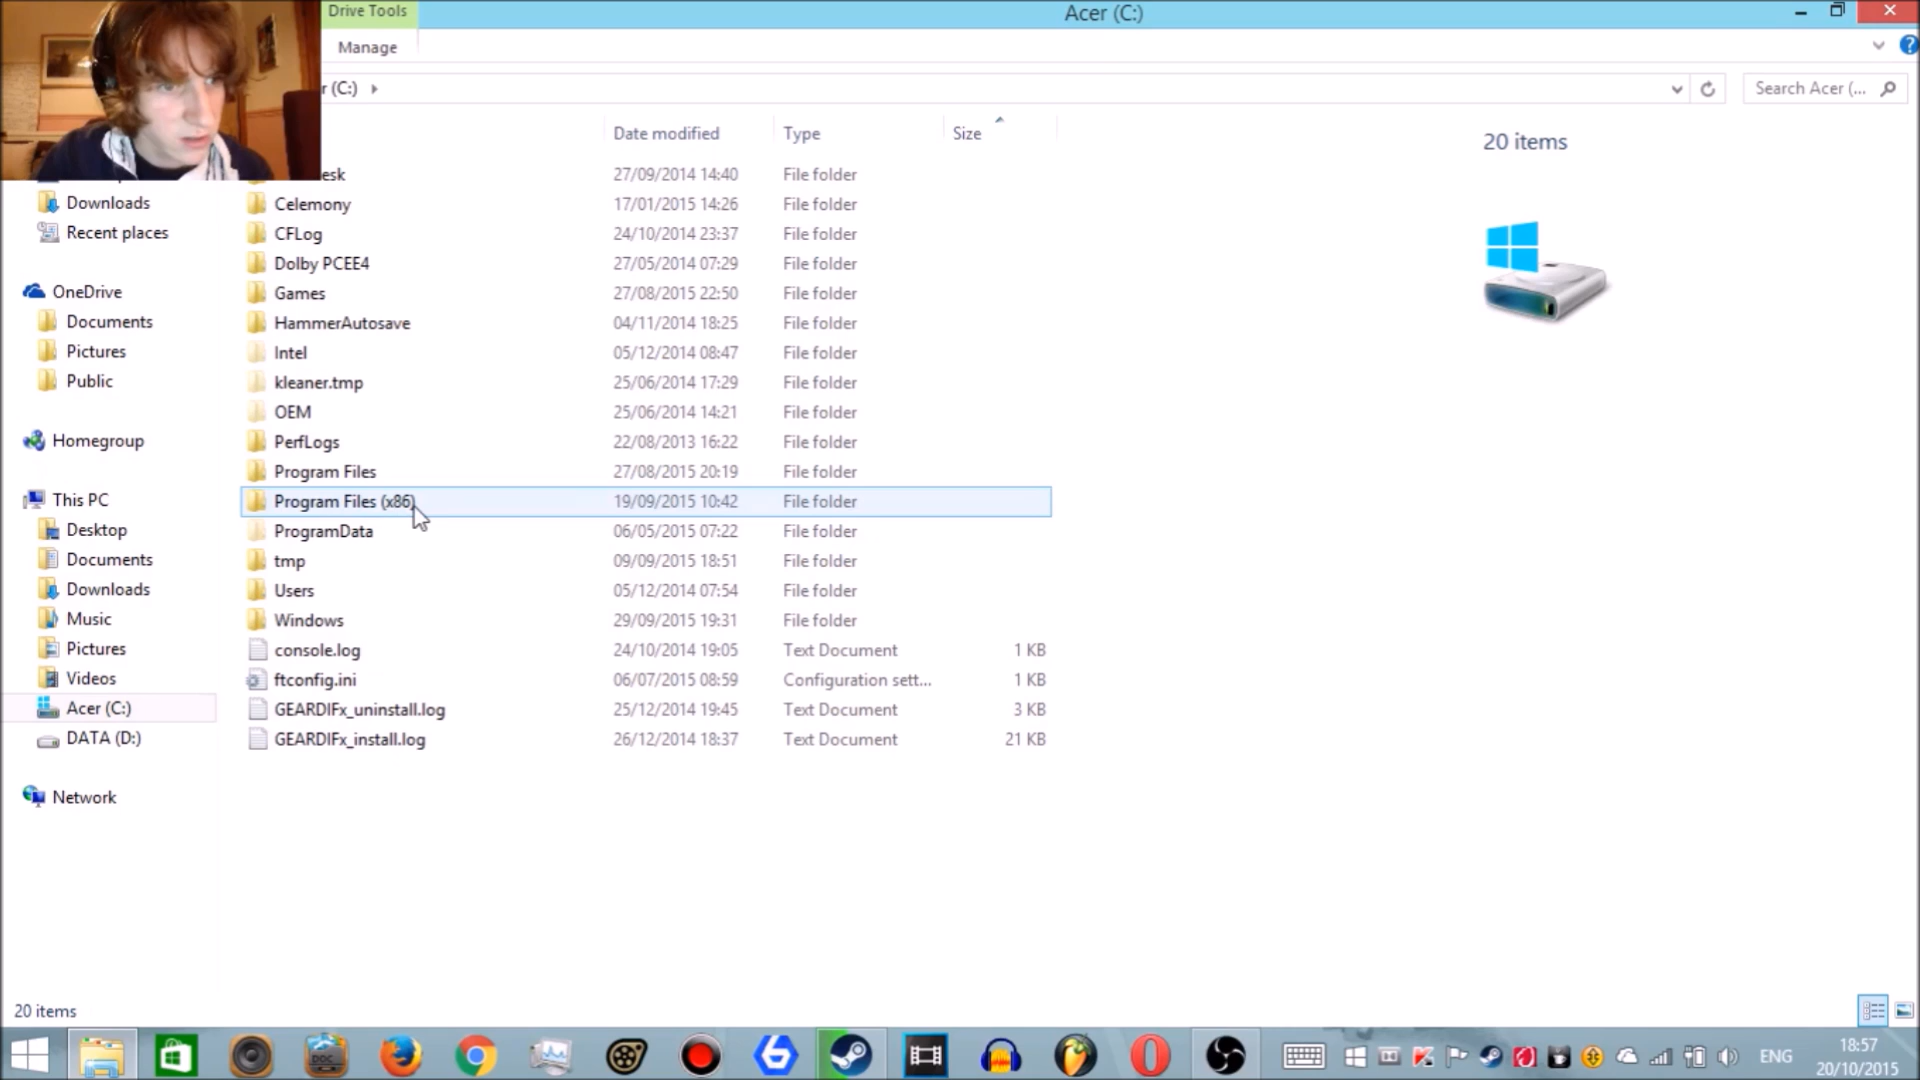 Drive Tools
Acer (C:)
Manage
?
r (C:)
Search Acer (...
Date modified
Type
Size
20 items
esk 27/09/2014 14:40 File folder
Downloads
Celemony 17/01/2015 14:26 File folder
Recent places
CFLog 24/10/2014 23:37 File folder
Dolby PCEE4 27/05/2014 07:29 File folder
OneDrive
Games 27/08/2015 22:50 File folder
Documents
HammerAutosave 04/11/2014 18:25 File folder
Pictures
Intel 05/12/2014 08:47 File folder
Public
kleaner.tmp 25/06/2014 17:29 File folder
OEM 25/06/2014 14:21 File folder
Homegroup
PerfLogs 22/08/2013 16:22 File folder
Program Files 27/08/2015 20:19 File folder
This PC
Program Files (x86) 19/09/2015 10:42 File folder
Desktop
ProgramData 06/05/2015 07:22 File folder
Documents
tmp 09/09/2015 18:51 File folder
Downloads
Users 05/12/2014 07:54 File folder
Music
Windows 29/09/2015 19:31 File folder
Pictures
console.log 24/10/2014 19:05 Text Document 1 KB
Videos
ftconfig.ini 06/07/2015 08:59 Configuration sett... 1 KB
Acer (C:)
GEARDIFx_uninstall.log 25/12/2014 19:45 Text Document 3 KB
DATA (D:)
GEARDIFx_install.log 26/12/2014 18:37 Text Document 21 KB
Network
20 items
DOC
ENG
18:57
20/10/2015